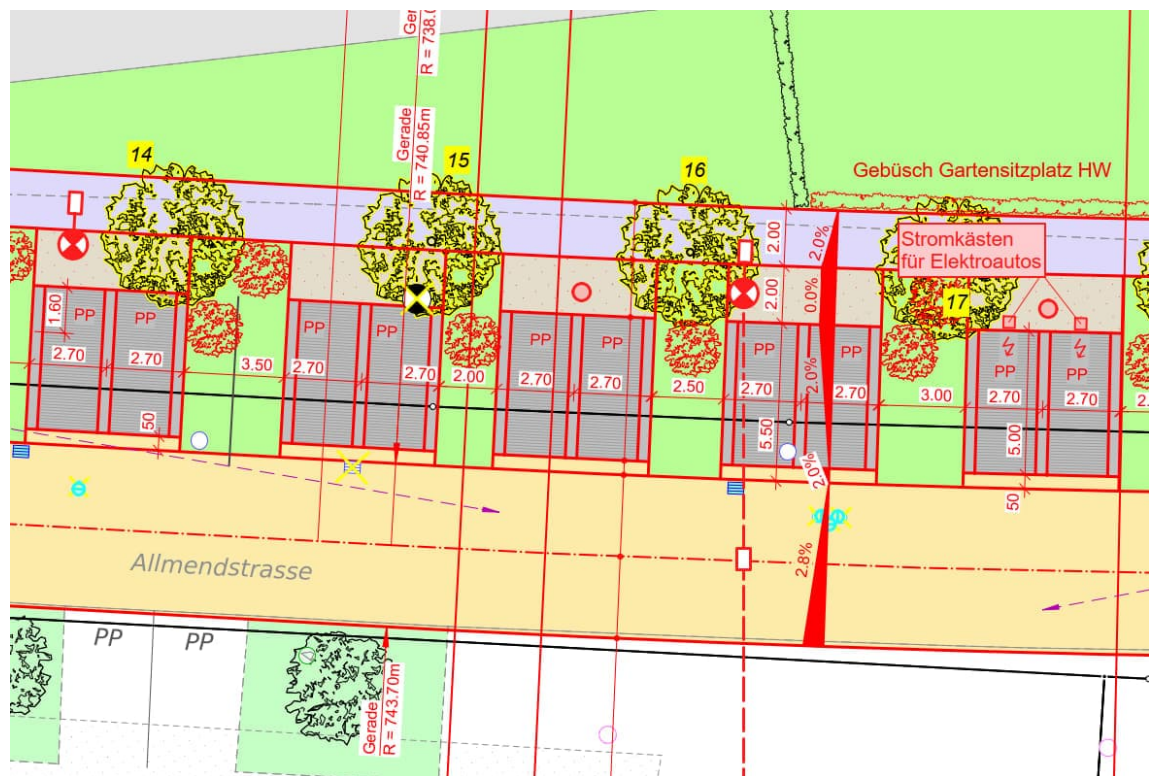 Gerade
R = 738.0
Gerade
R = 740.85m
14
15
16
Gebüsch Gartensitzplatz HW
2.00
2.0%
Stromkästen
für Elektroautos
17
2.00
0.0%
1.60
PP
PP
PP
PP
PP
PP
PP
PP
PP
PP
2.70
2.70
3.50
2.70
2.70
2.00
2.70
2.70
2.50
2.70
2.0%
2.70
3.00
2.70
2.70
2.
50
5.50
2.0%
5.00
50
2.8%
Allmendstrasse
PP
PP
Gerade
R = 743.70m